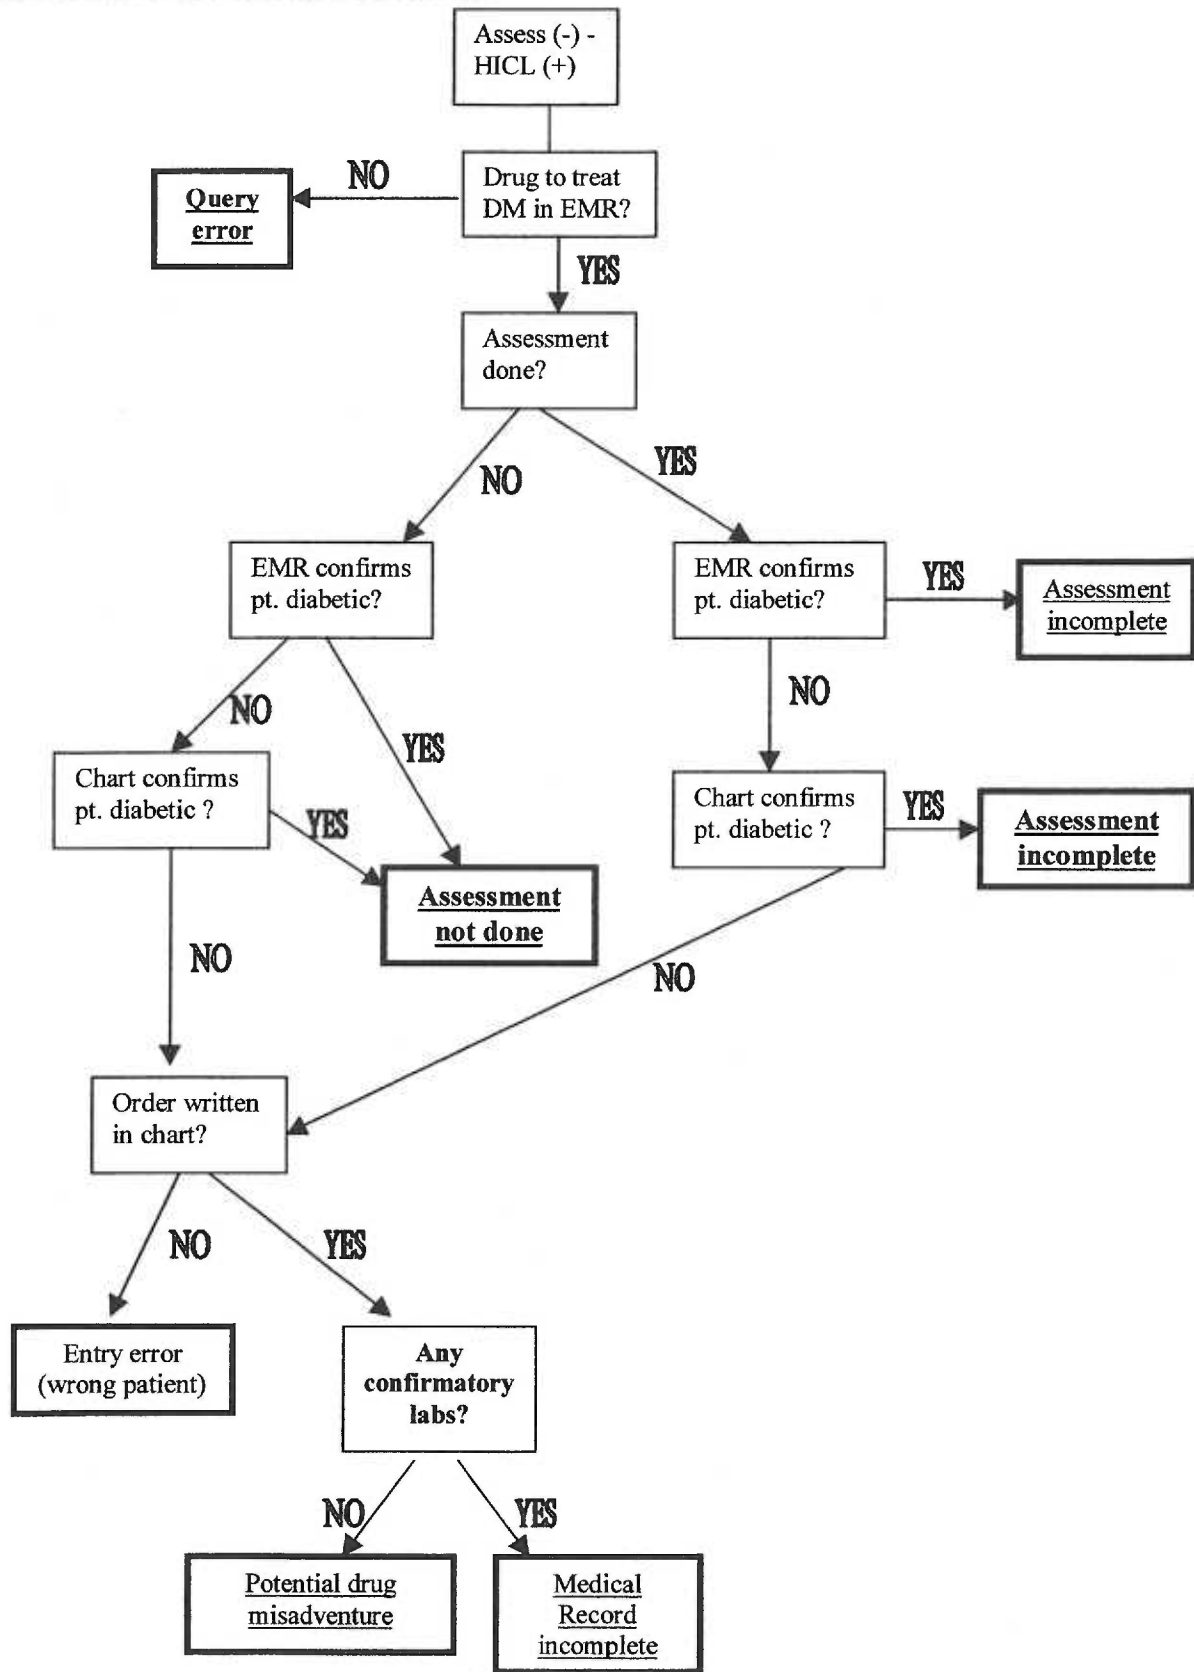 Assess (-) -
HICL (+)
NO
Drug to treat
DM in EMR?
Query
error
YES
Assessment
done?
NO
YES
EMR confirms
pt. diabetic?
EMR confirms
pt. diabetic?
YES
Assessment
incomplete
NO
YES
NO
Chart confirms
pt. diabetic ?
YES
Chart confirms
pt. diabetic ?
YES
Assessment
incomplete
Assessment
not done
NO
NO
Order written
in chart?
NO
YES
Entry error
(wrong patient)
Any
confirmatory
labs?
NO
YES
Potential drug
misadventure
Medical
Record
incomplete